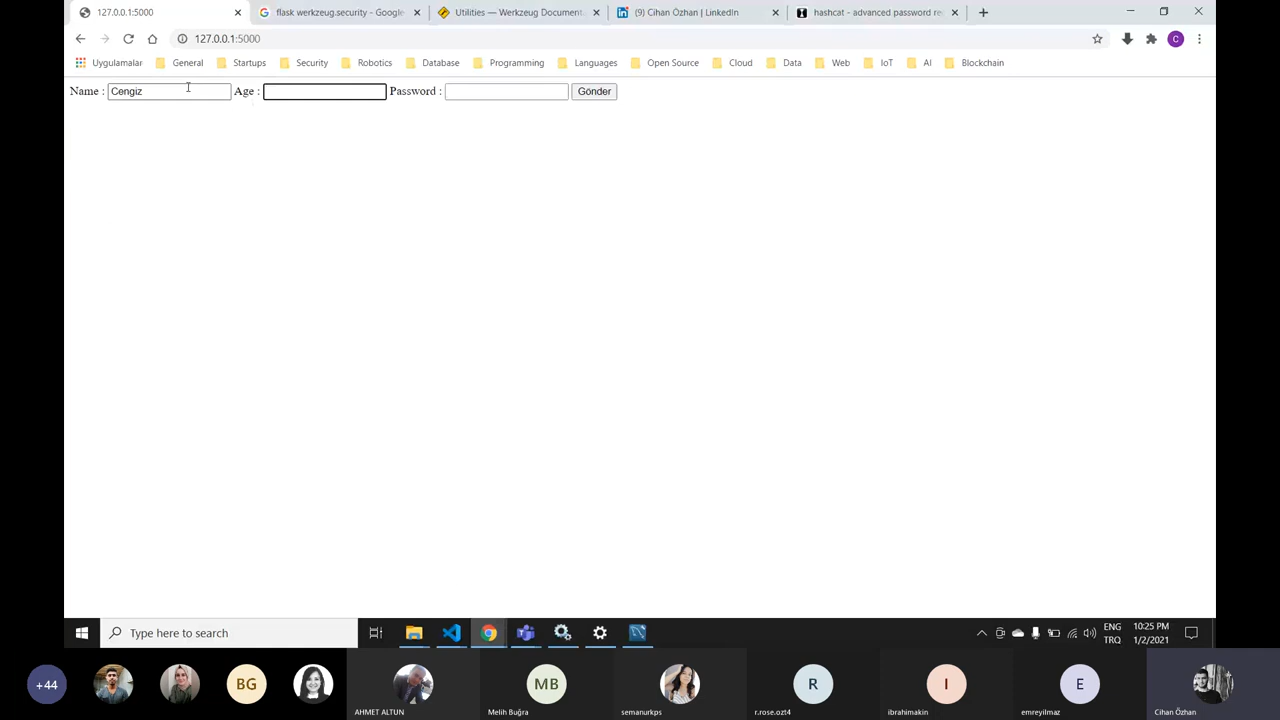 127.0.0.1:5000
flask werkzeug.security - Google
Utilities — Werkzeug Document
(9) Cihan Özhan | LinkedIn
hashcat - advanced password re
127.0.0.1:5000
Uygulamalar General Startups Security Robotics Database Programming Languages Open Source Cloud Data Web IoT AI Blockchain
Name : Cengiz Age : Password : Gönder
Type here to search
ENG
TRQ
10:25 PM
1/2/2021
+44
BG
MB
R
I
E
AHMET ALTUN
Melih Buğra
semanurkps
r.rose.ozt4
ibrahimakin
emreyilmaz
Cihan Özhan
C